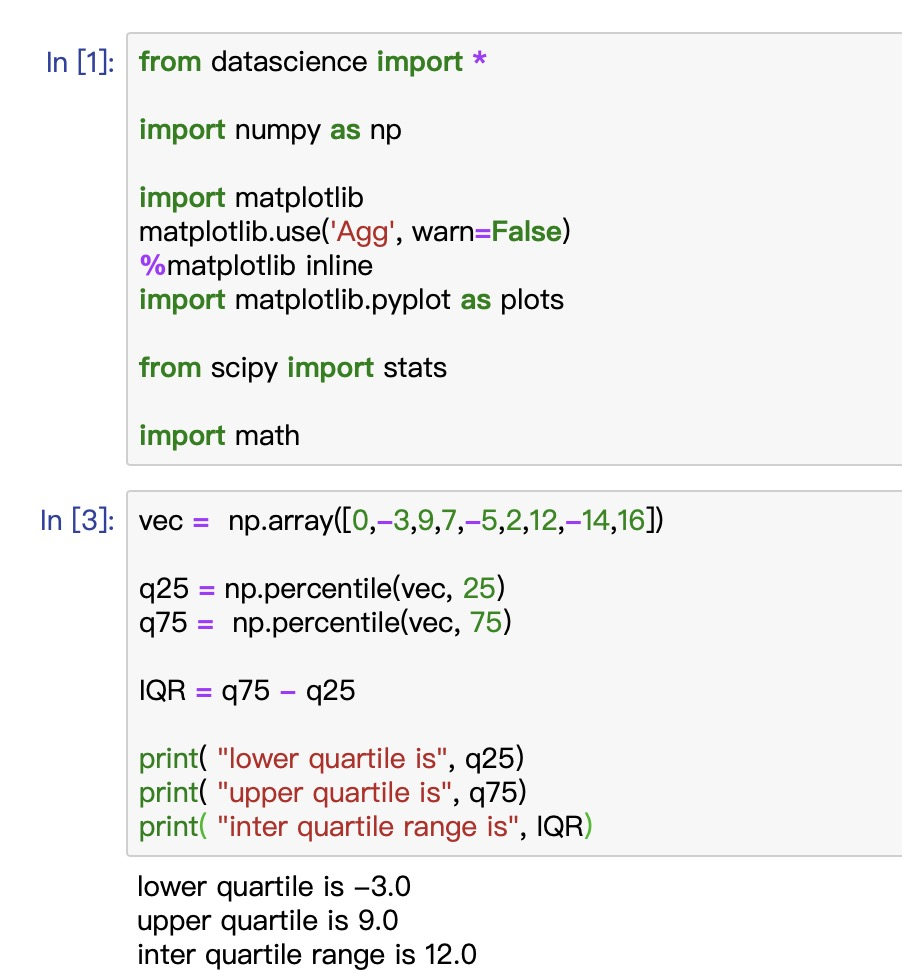 In [1]:
from datascience import *
import numpy as np
import matplotlib
matplotlib.use('Agg', warn=False)
%matplotlib inline
import matplotlib.pyplot as plots
from scipy import stats
import math
In [3]:
vec =  np.array([0,−3,9,7,−5,2,12,−14,16])
q25 = np.percentile(vec, 25)
q75 =  np.percentile(vec, 75)
IQR = q75 − q25
print( "lower quartile is", q25)
print( "upper quartile is", q75)
print( "inter quartile range is", IQR)
lower quartile is −3.0
upper quartile is 9.0
inter quartile range is 12.0